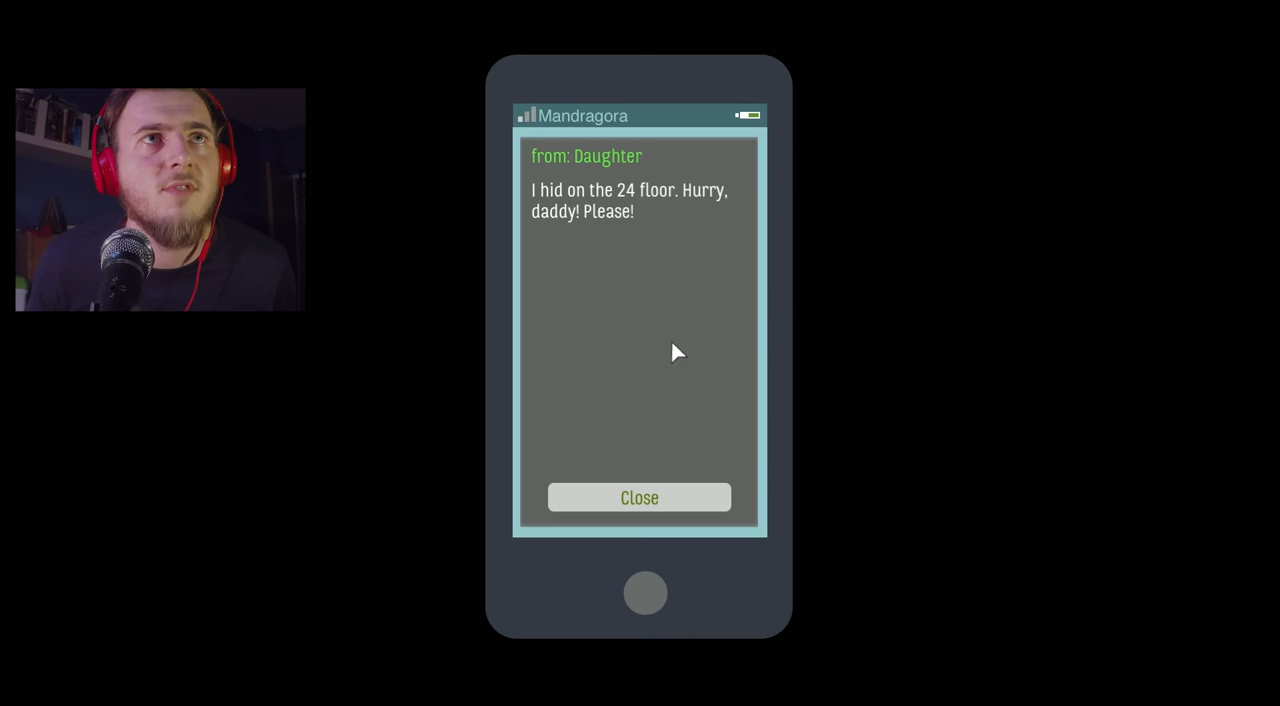 Mandragora
from: Daughter
I hid on the 24 floor. Hurry,
daddy! Please!
Close